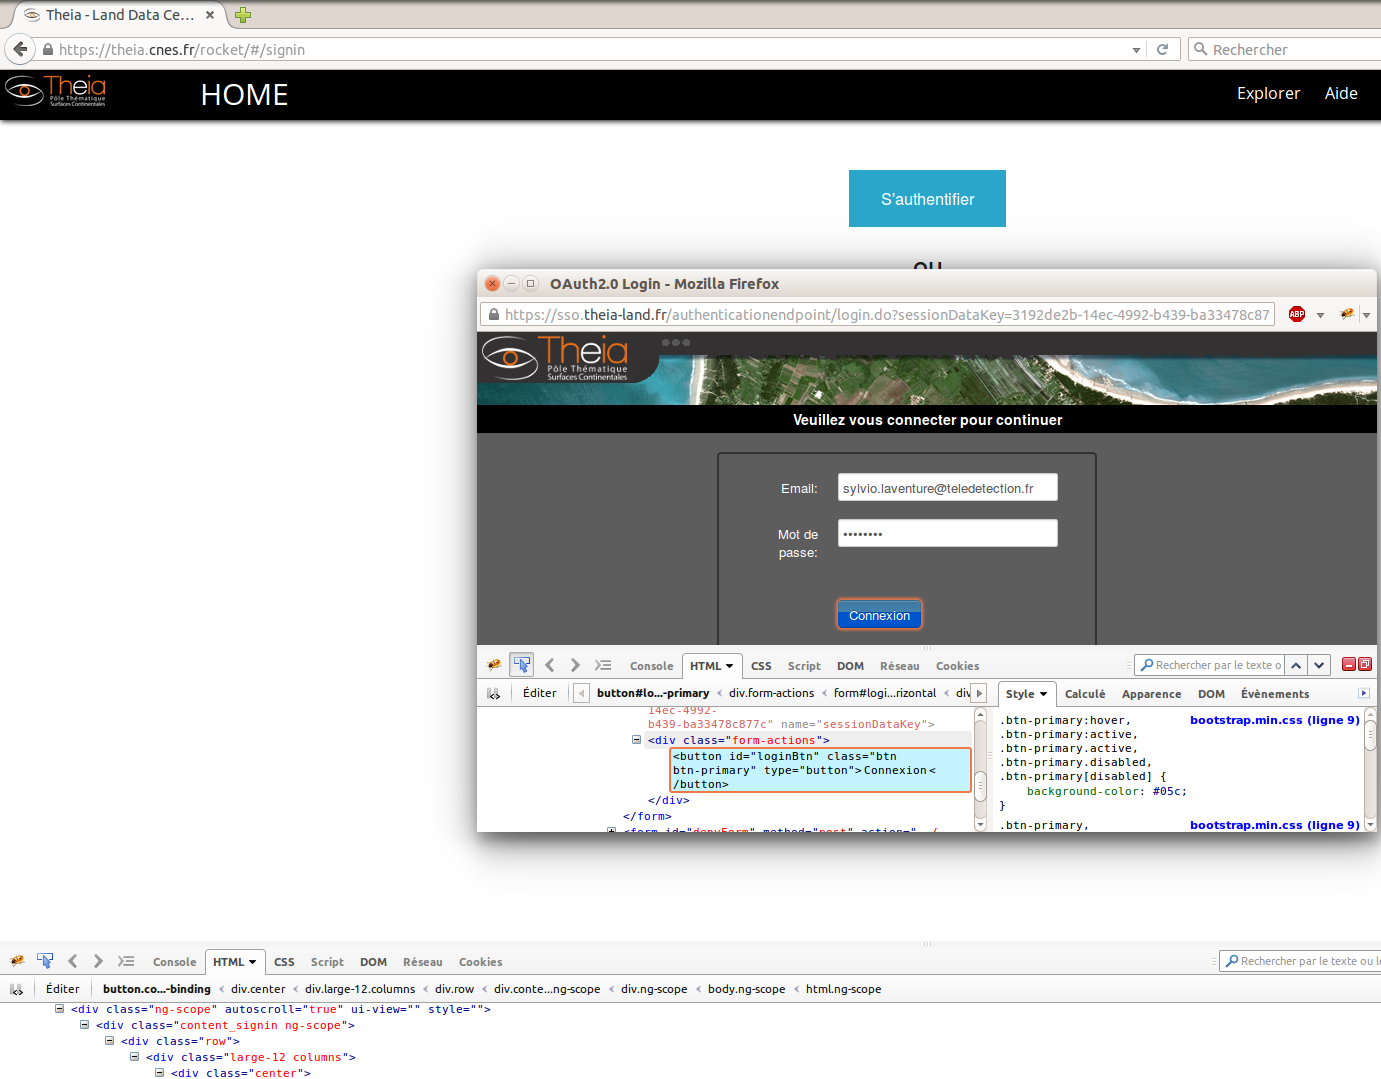 Theia - Land Data Ce...
https://theia.cnes.fr/rocket/#/signin
Rechercher
Theia
Pôle Thématique
Surfaces Continentales
HOME
Explorer
Aide
S'authentifier
ou
OAuth2.0 Login - Mozilla Firefox
https://sso.theia-land.fr/authenticationendpoint/login.do?sessionDataKey=3192de2b-14ec-4992-b439-ba33478c87
ABP
Theia
Pôle Thématique
Surfaces Continentales
Veuillez vous connecter pour continuer
Email:
sylvio.laventure@teledetection.fr
Mot de
passe:
••••••••
Connexion
Console HTML CSS Script DOM Réseau Cookies
Rechercher par le texte o
Éditer
button#lo...-primary < div.form-actions < form#logi...rizontal < div
Style Calculé Apparence DOM Évènements
14ec-4992-
b439-ba33478c877c" name="sessionDataKey">
<div class="form-actions">
<button id="loginBtn" class="btn
btn-primary" type="button">Connexion<
/button>
</div>
</form>
<form id="denyForm" method="post" action="../
.btn-primary:hover,
bootstrap.min.css (ligne 9)
.btn-primary:active,
.btn-primary.active,
.btn-primary.disabled,
.btn-primary[disabled] {
background-color: #05c;
}
.btn-primary,
bootstrap.min.css (ligne 9)
Console HTML CSS Script DOM Réseau Cookies
Rechercher par le texte ou le
Éditer
button.co...-binding < div.center < div.large-12.columns < div.row < div.conte...ng-scope < div.ng-scope < body.ng-scope < html.ng-scope
<div class="ng-scope" autoscroll="true" ui-view="" style="">
<div class="content_signin ng-scope">
<div class="row">
<div class="large-12 columns">
<div class="center">